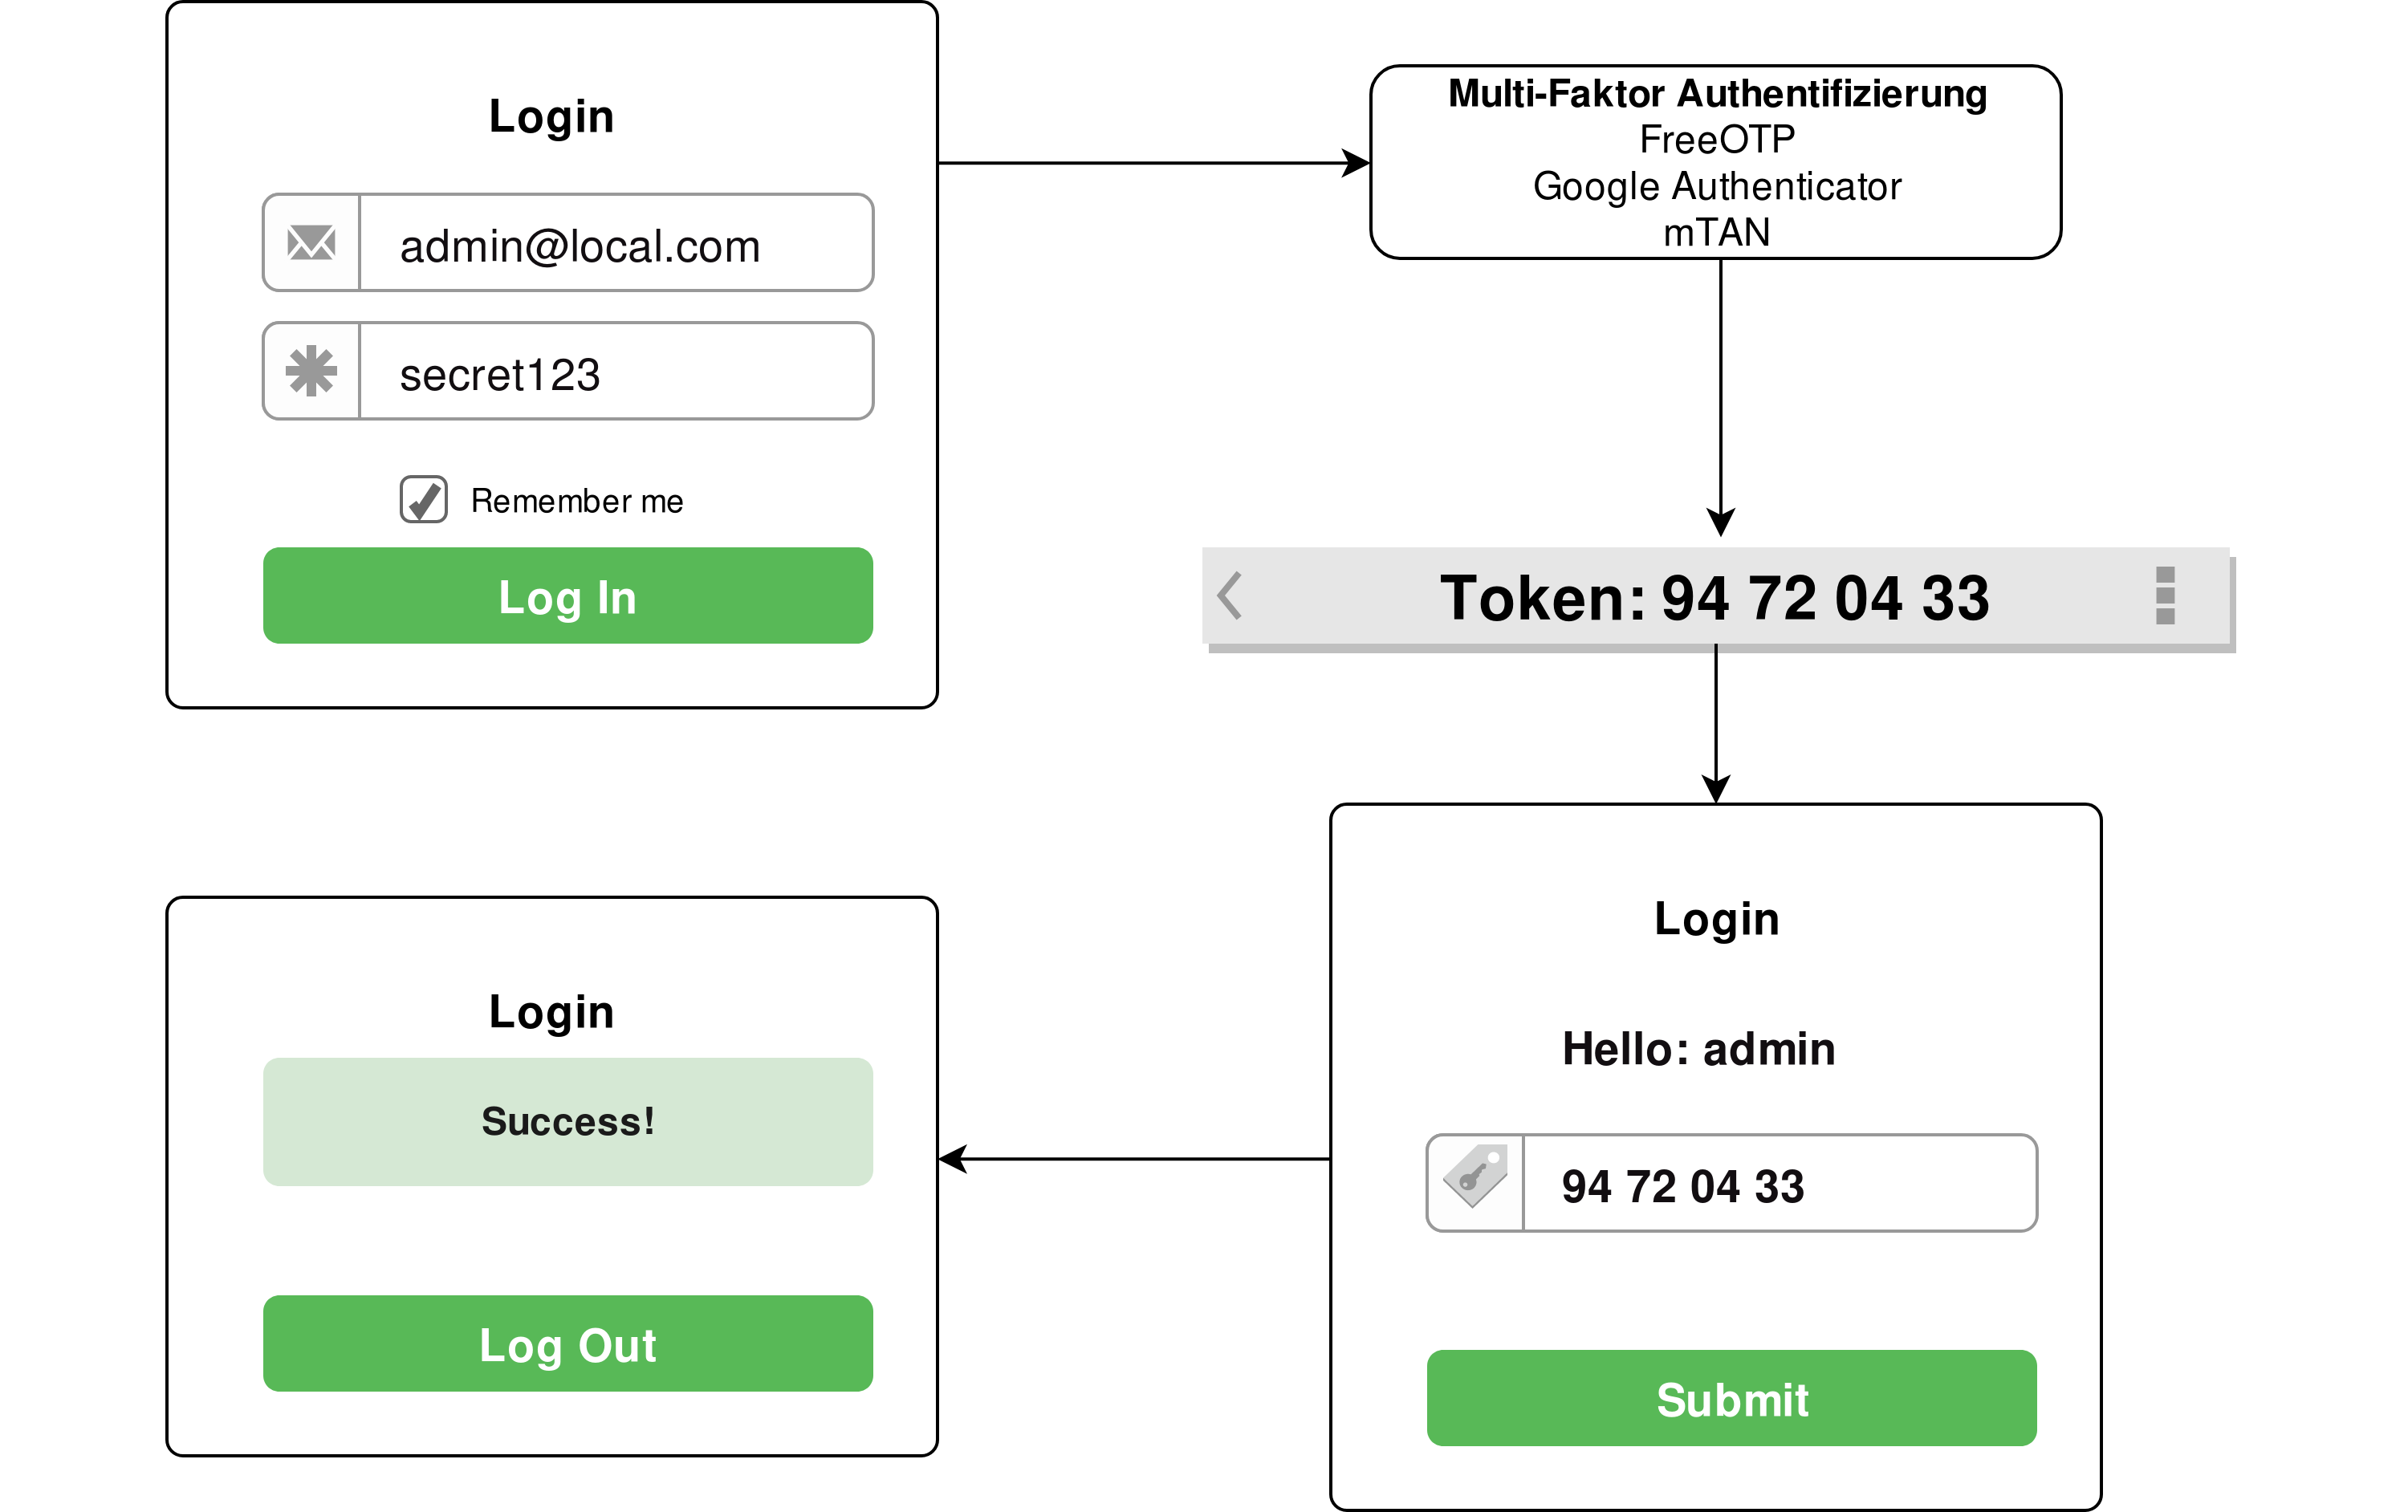 Login
admin@local.com
secret123
Remember me
Log In
Multi-Faktor Authentifizierung
FreeOTP
Google Authenticator
mTAN
Token: 94 72 04 33
Login
Hello: admin
94 72 04 33
Submit
Login
Success!
Log Out